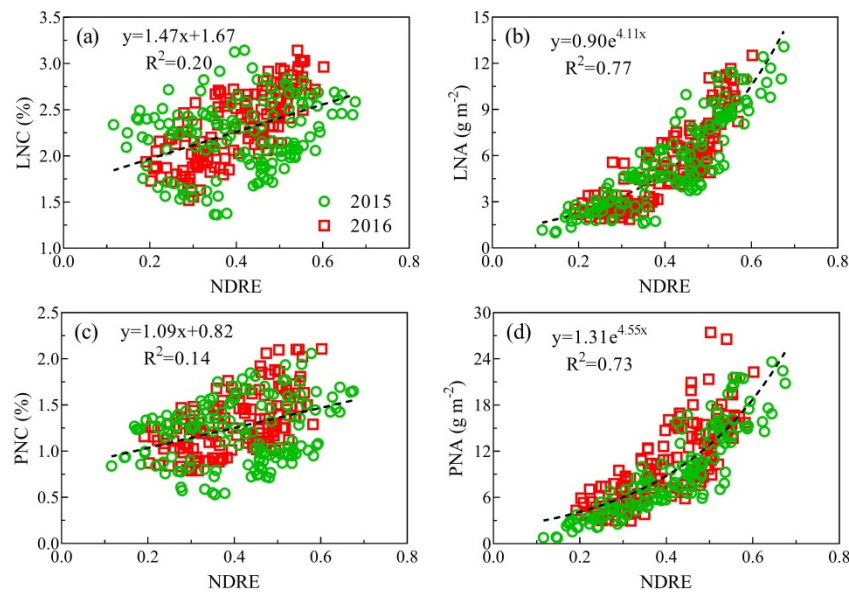 (a)
y=1.47x+1.67
R²=0.20
LNC (%)
3.5
3.0
2.5
2.0
1.5
1.0
2015
2016
0.0 0.2 0.4 0.6 0.8
NDRE
(b)
y=0.90e^4.11x
R²=0.77
LNA (g m⁻²)
15
12
9
6
3
0
0.0 0.2 0.4 0.6 0.8
NDRE
(c)
y=1.09x+0.82
R²=0.14
PNC (%)
2.5
2.0
1.5
1.0
0.5
0.0
0.0 0.2 0.4 0.6 0.8
NDRE
(d)
y=1.31e^4.55x
R²=0.73
PNA (g m⁻²)
30
24
18
12
6
0
0.0 0.2 0.4 0.6 0.8
NDRE